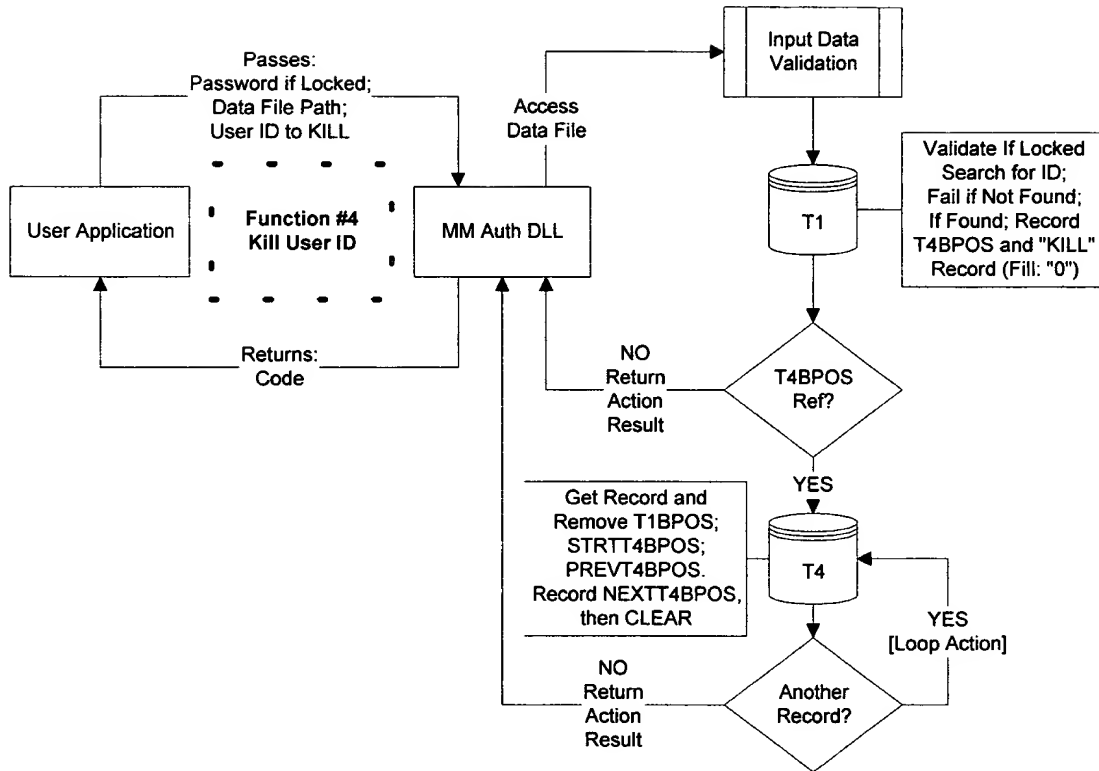 Input Data
Validation
Passes:
Password if Locked;
Data File Path;
User ID to KILL
Access
Data File
Validate If Locked
Search for ID;
Fail if Not Found;
If Found; Record
T4BPOS and "KILL"
Record (Fill: "0")
User Application
Function #4
Kill User ID
MM Auth DLL
T1
Returns:
Code
NO
Return
Action
Result
T4BPOS
Ref?
YES
Get Record and
Remove T1BPOS;
STRTT4BPOS;
PREVT4BPOS.
Record NEXTT4BPOS,
then CLEAR
T4
YES
[Loop Action]
NO
Return
Action
Result
Another
Record?